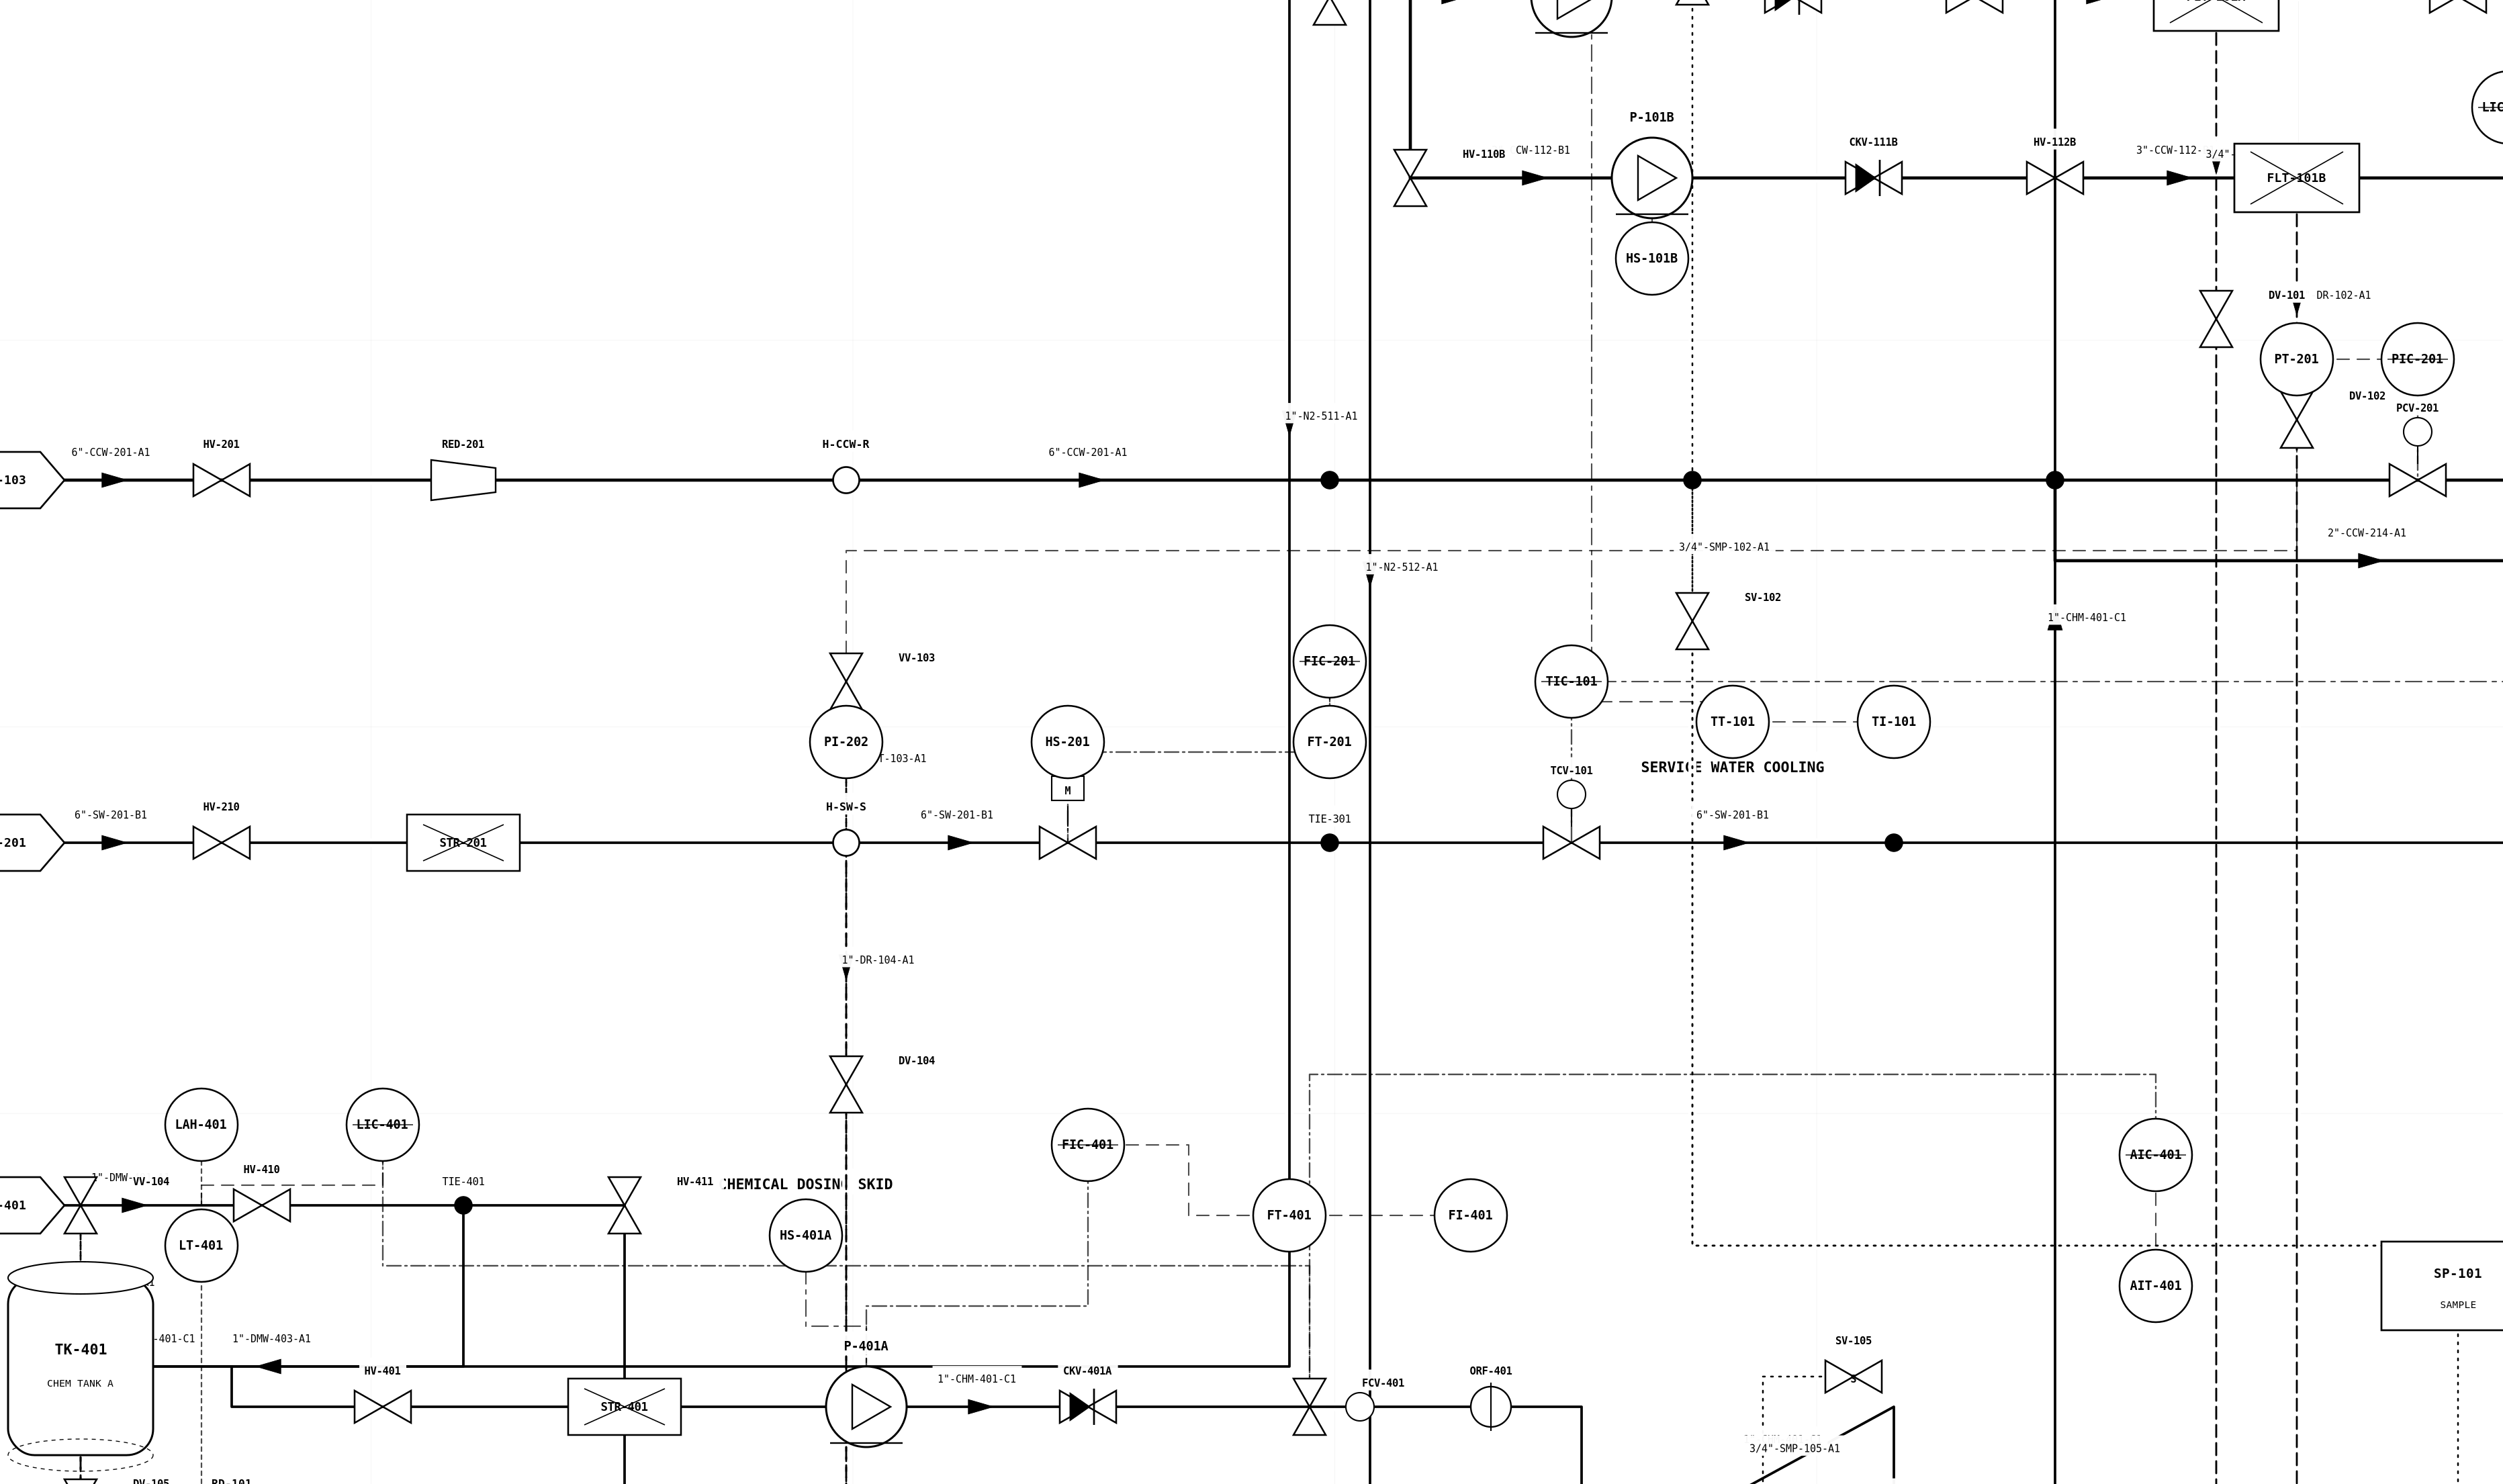 P-101B
HV-110B
CW-112-B1
CKV-111B
HV-112B
3"-CCW-112-
3/4"-
FLT-101B
HS-101B
DV-101
DR-102-A1
PT-201
PIC-201
DV-102
PCV-201
1"-N2-511-A1
-103
6"-CCW-201-A1
HV-201
RED-201
H-CCW-R
6"-CCW-201-A1
2"-CCW-214-A1
3/4"-SMP-102-A1
1"-N2-512-A1
SV-102
1"-CHM-401-C1
VV-103
FIC-201
TIC-101
PI-202
T-103-A1
HS-201
M
FT-201
TT-101
TI-101
SERVICE WATER COOLING
TCV-101
-201
6"-SW-201-B1
HV-210
STR-201
H-SW-S
6"-SW-201-B1
TIE-301
6"-SW-201-B1
1"-DR-104-A1
DV-104
LAH-401
LIC-401
FIC-401
AIC-401
-401
1"-DMW-
VV-104
HV-410
TIE-401
HV-411
HEMICAL DOSIN SKID
LT-401
HS-401A
FT-401
FI-401
AIT-401
SP-101
SAMPLE
TK-401
CHEM TANK A
-401-C1
1"-DMW-403-A1
HV-401
STR-401
P-401A
1"-CHM-401-C1
CKV-401A
FCV-401
ORF-401
SV-105
S
3/4"-SMP-105-A1
DV-105
RD-101